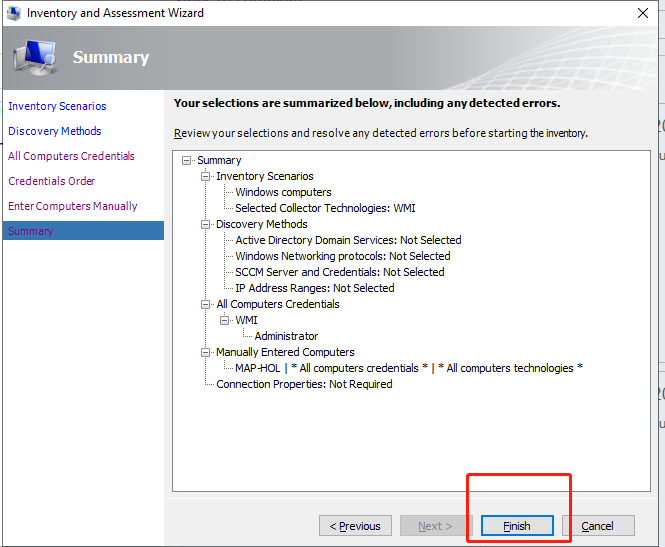 Inventory and Assessment Wizard
Summary
Inventory Scenarios
Discovery Methods
All Computers Credentials
Credentials Order
Enter Computers Manually
Summary
Your selections are summarized below, including any detected errors.
Review your selections and resolve any detected errors before starting the inventory.
Summary
Inventory Scenarios
Windows computers
Selected Collector Technologies: WMI
Discovery Methods
Active Directory Domain Services: Not Selected
Windows Networking protocols: Not Selected
SCCM Server and Credentials: Not Selected
IP Address Ranges: Not Selected
All Computers Credentials
WMI
Administrator
Manually Entered Computers
MAP-HOL | * All computers credentials * | * All computers technologies *
Connection Properties: Not Required
< Previous
Next >
Finish
Cancel